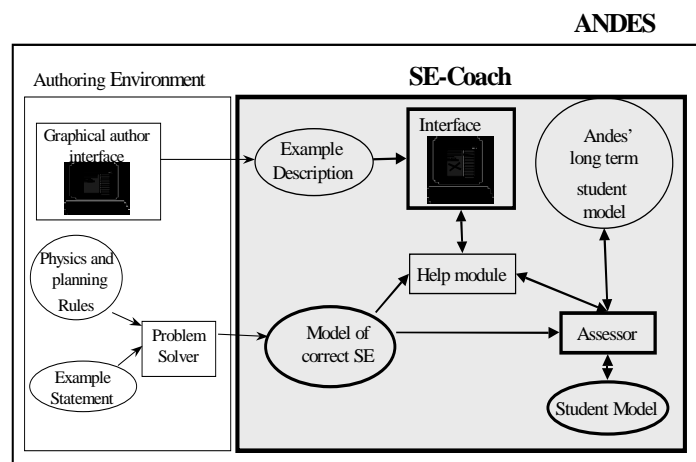 ANDES
Authoring Environment
SE-Coach
Graphical author
interface
Example
Description
Interface
Andes'
long term
student
model
Physics and
planning
Rules
Help module
Problem
Solver
Model of
correct SE
Assessor
Example
Statement
Student Model